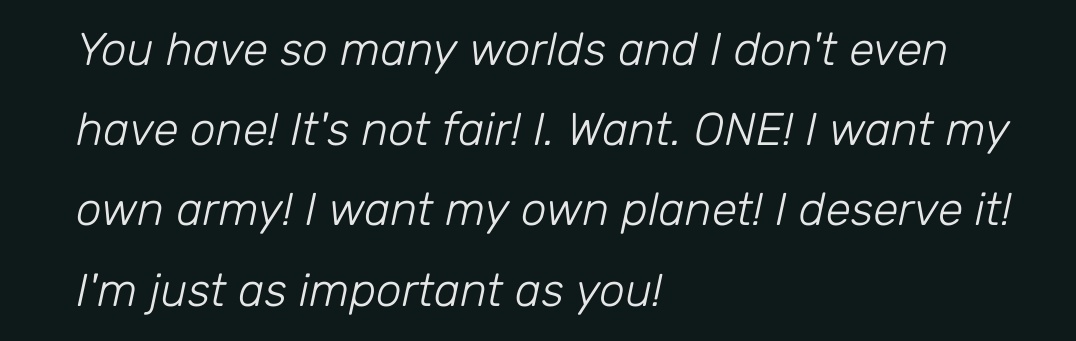 You have so many worlds and I don't even
have one! It's not fair! I. Want. ONE! I want my
own army! I want my own planet! I deserve it!
I'm just as important as you!